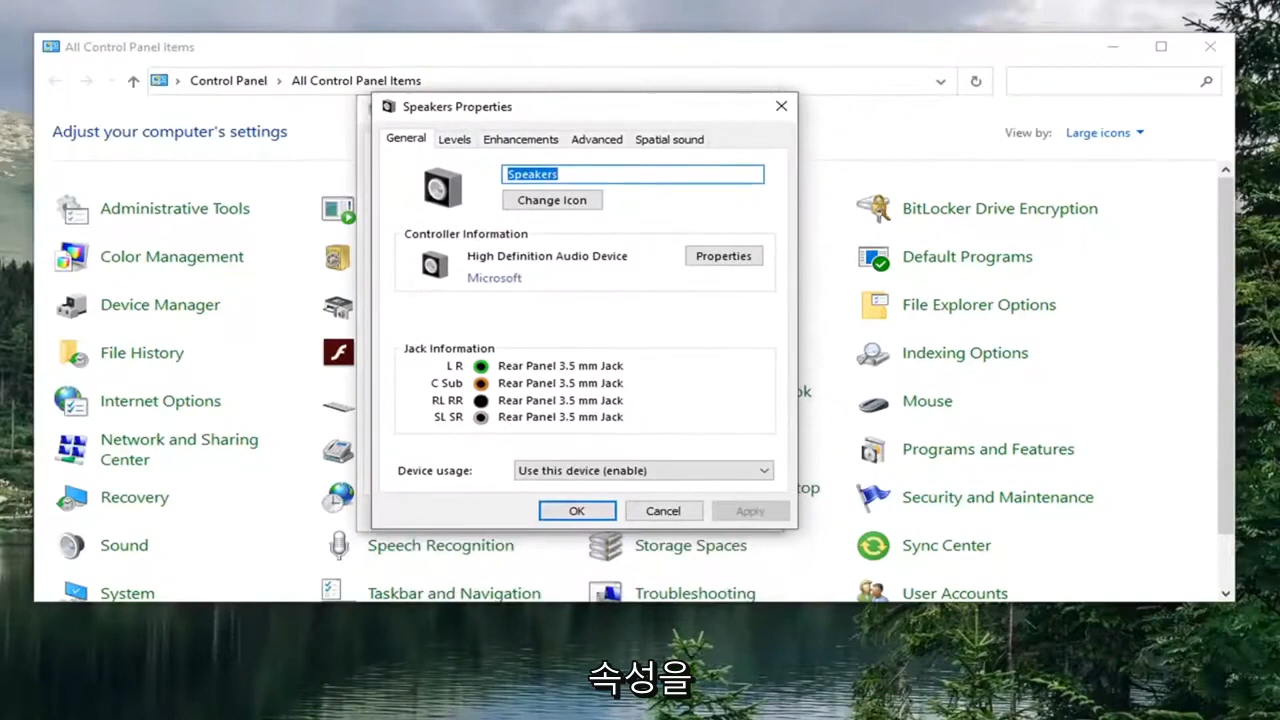 All Control Panel Items
Control Panel > All Control Panel Items
Adjust your computer's settings
View by: Large icons
Speakers Properties
General Levels Enhancements Advanced Spatial sound
Speakers
Change Icon
Controller Information
High Definition Audio Device
Properties
Microsoft
Jack Information
L R Rear Panel 3.5 mm Jack
C Sub Rear Panel 3.5 mm Jack
RL RR Rear Panel 3.5 mm Jack
SL SR Rear Panel 3.5 mm Jack
Device usage: Use this device (enable)
OK Cancel Apply
Administrative Tools
BitLocker Drive Encryption
Color Management
Default Programs
Device Manager
File Explorer Options
File History
Indexing Options
Internet Options
ok
Mouse
Network and Sharing
Center
Programs and Features
Recovery
top
Security and Maintenance
Sound
Speech Recognition
Storage Spaces
Sync Center
System
Taskbar and Navigation
Troubleshooting
User Accounts
속성을